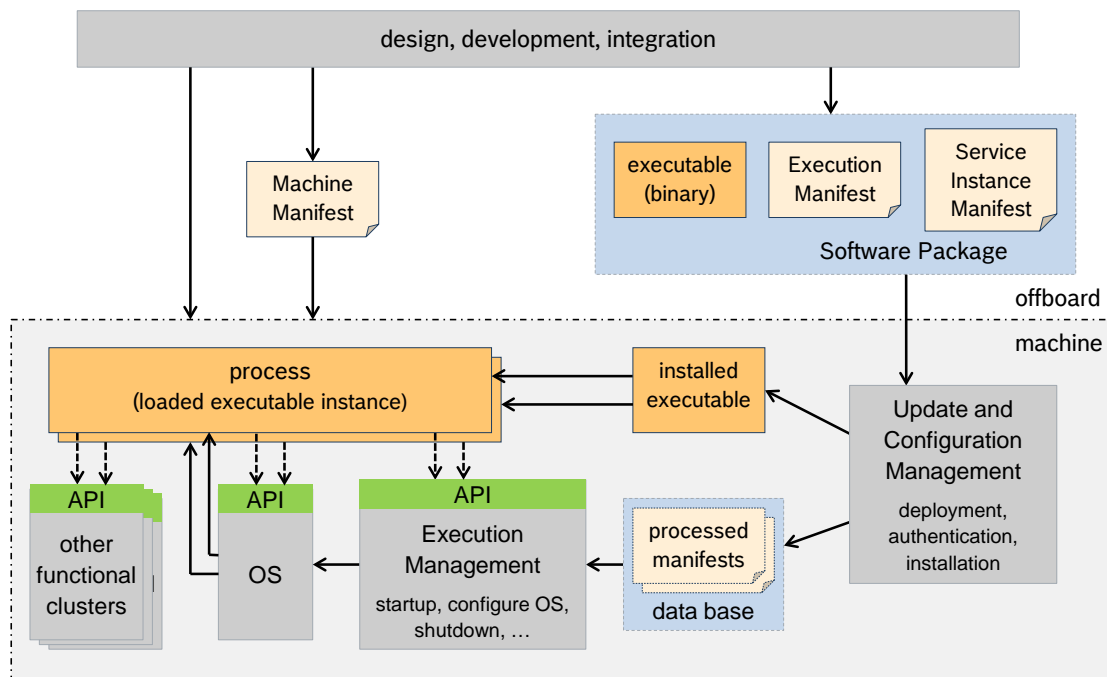 design, development, integration
Machine
Manifest
executable
(binary)
Execution
Manifest
Service
Instance
Manifest
Software Package
offboard
machine
process
(loaded executable instance)
installed
executable
Update and
Configuration
Management
deployment,
authentication,
installation
API
other
functional
clusters
API
OS
API
Execution
Management
startup, configure OS,
shutdown, …
processed
manifests
data base